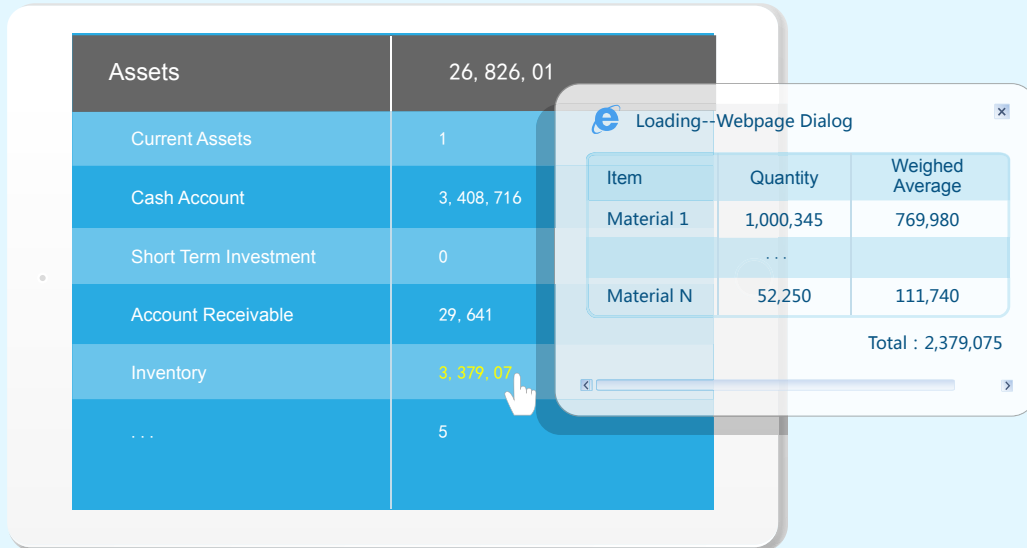 Assets 26, 826, 01
Current Assets 1
Cash Account 3, 408, 716
Short Term Investment 0
Account Receivable 29, 641
Inventory 3, 379, 07
. . . 5
Loading--Webpage Dialog
Item Quantity Weighed Average
Material 1 1,000,345 769,980
. . .
Material N 52,250 111,740
Total : 2,379,075